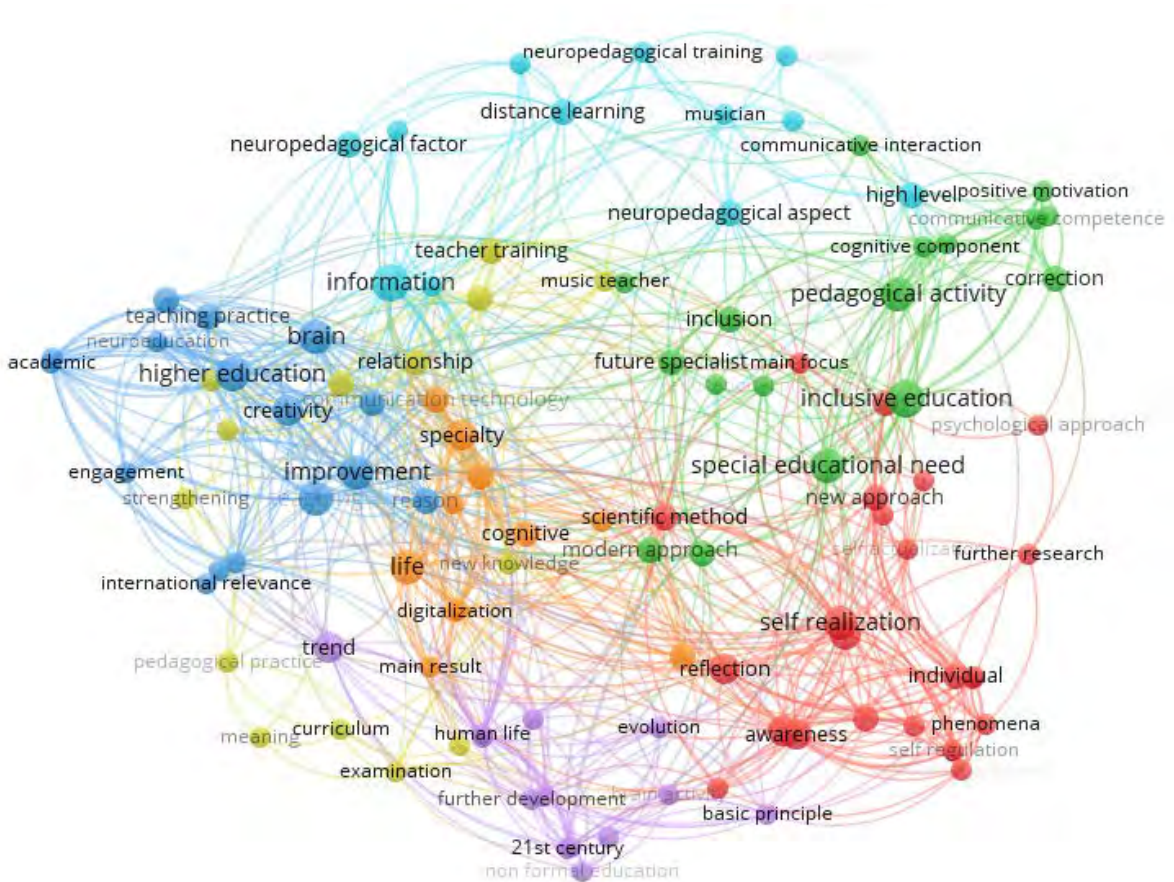 neuropedagogical training
distance learning
musician
neuropedagogical factor
communicative interaction
high levell
positive motivation
communicative competence
neuropedagogical aspect
teacher training
cognitive component
information
music teacher
pedagogical activity
correction
teaching practice
inclusion
neuroeducation
brain
academic
relationship
future specialist
main focus
higher education
communication technology
inclusive education
creativity
psychological approach
specialty
engagement
improvement
special educational need
strengthening
reason
new approach
scientific method
cognitive
modern approach
further research
life
new knowledge
international relevance
digitalization
self realization
trend
pedagogical practice
main result
reflection
individual
meaning
curriculum
human life
evolution
awareness
phenomena
self regulation
examination
further development
basic principle
21st century
non formal education